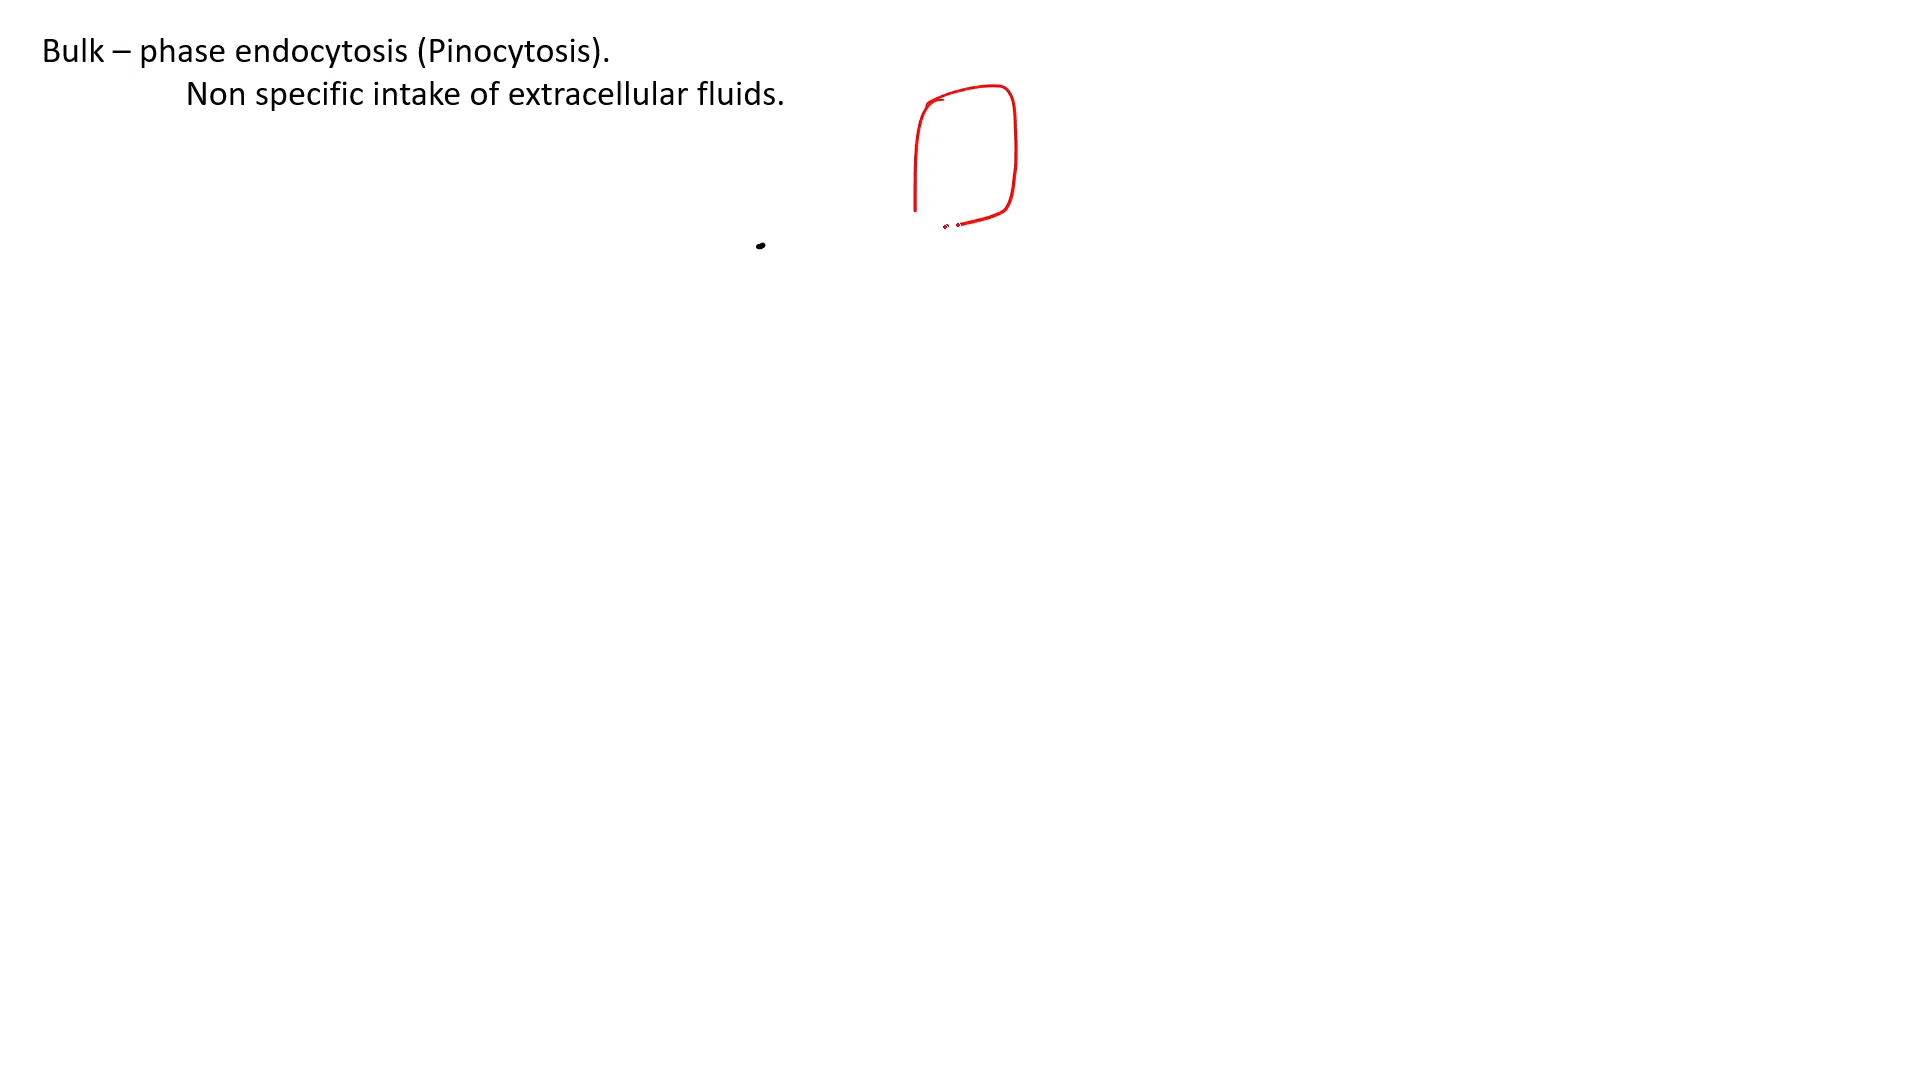 Bulk – phase endocytosis (Pinocytosis).
Non specific intake of extracellular fluids.